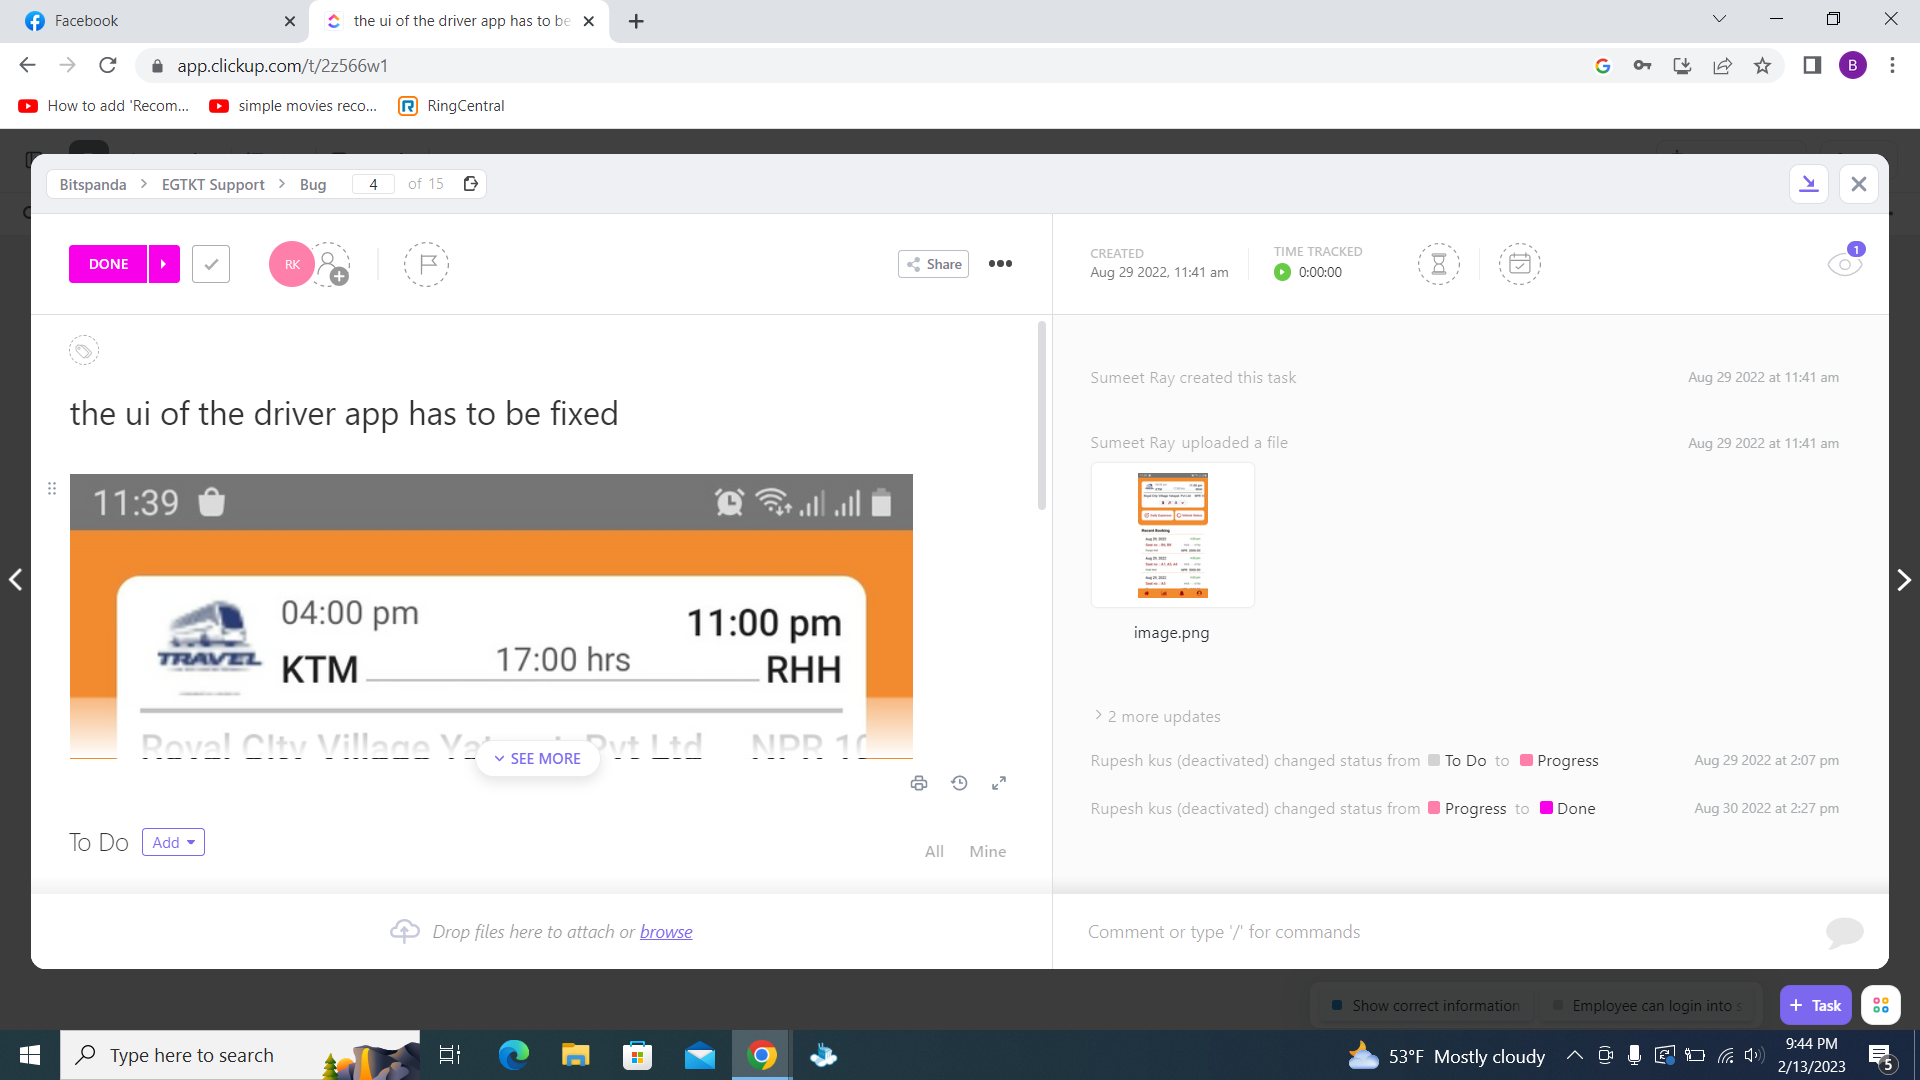 Facebook
the ui of the driver app has to be
app.clickup.com/t/2z566w1
B
How to add 'Recom...
simple movies reco...
RingCentral
Bitspanda > EGTKT Support > Bug 4 of 15
DONE
RK
Share
CREATED
Aug 29 2022, 11:41 am
TIME TRACKED
0:00:00
1
the ui of the driver app has to be fixed
11:39
04:00 pm
11:00 pm
TRAVEL
KTM
17:00 hrs
RHH
Royal CIty Village Pvt Ltd NPR
SEE MORE
To Do
Add
All
Mine
Drop files here to attach or browse
Sumeet Ray created this task
Aug 29 2022 at 11:41 am
Sumeet Ray uploaded a file
Aug 29 2022 at 11:41 am
image.png
2 more updates
Rupesh kus (deactivated) changed status from To Do to Progress
Aug 29 2022 at 2:07 pm
Rupesh kus (deactivated) changed status from Progress to Done
Aug 30 2022 at 2:27 pm
Comment or type '/' for commands
Show correct information
Employee can login into
+ Task
Type here to search
53°F Mostly cloudy
9:44 PM
2/13/2023
5